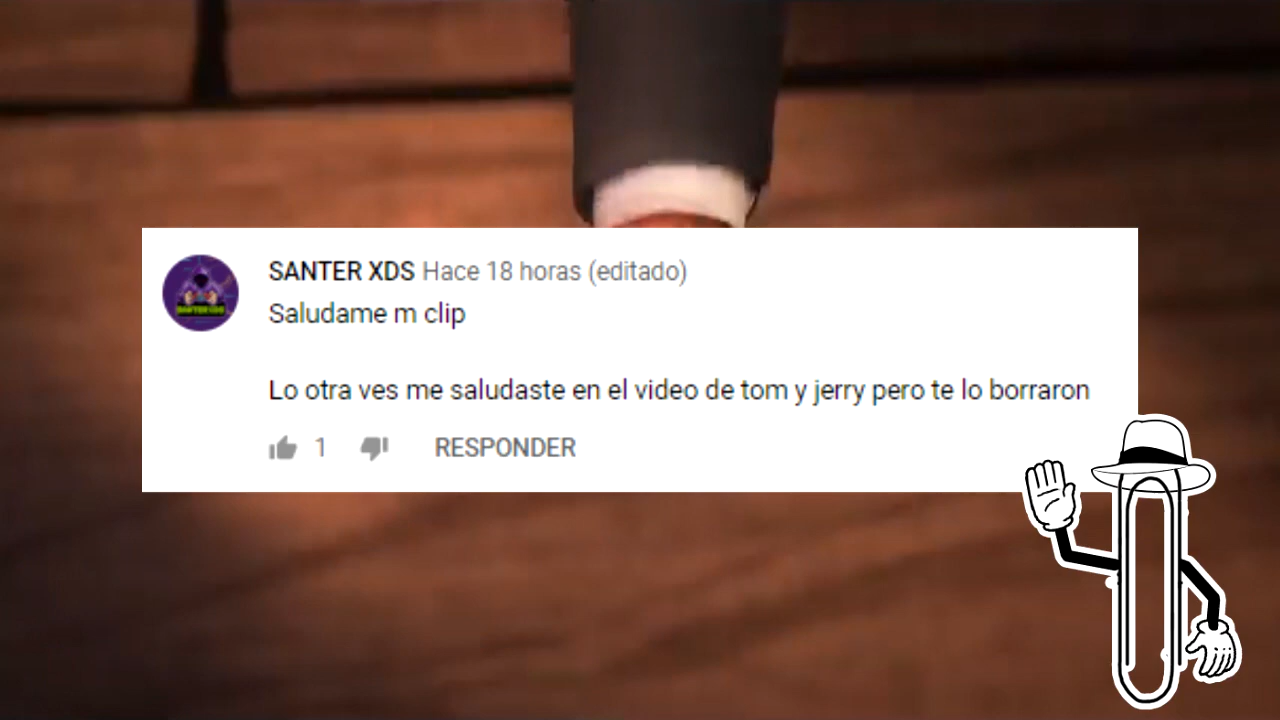 SANTER XDS Hace 18 horas (editado)
Saludame m clip
Lo otra ves me saludaste en el video de tom y jerry pero te lo borraron
1 RESPONDER